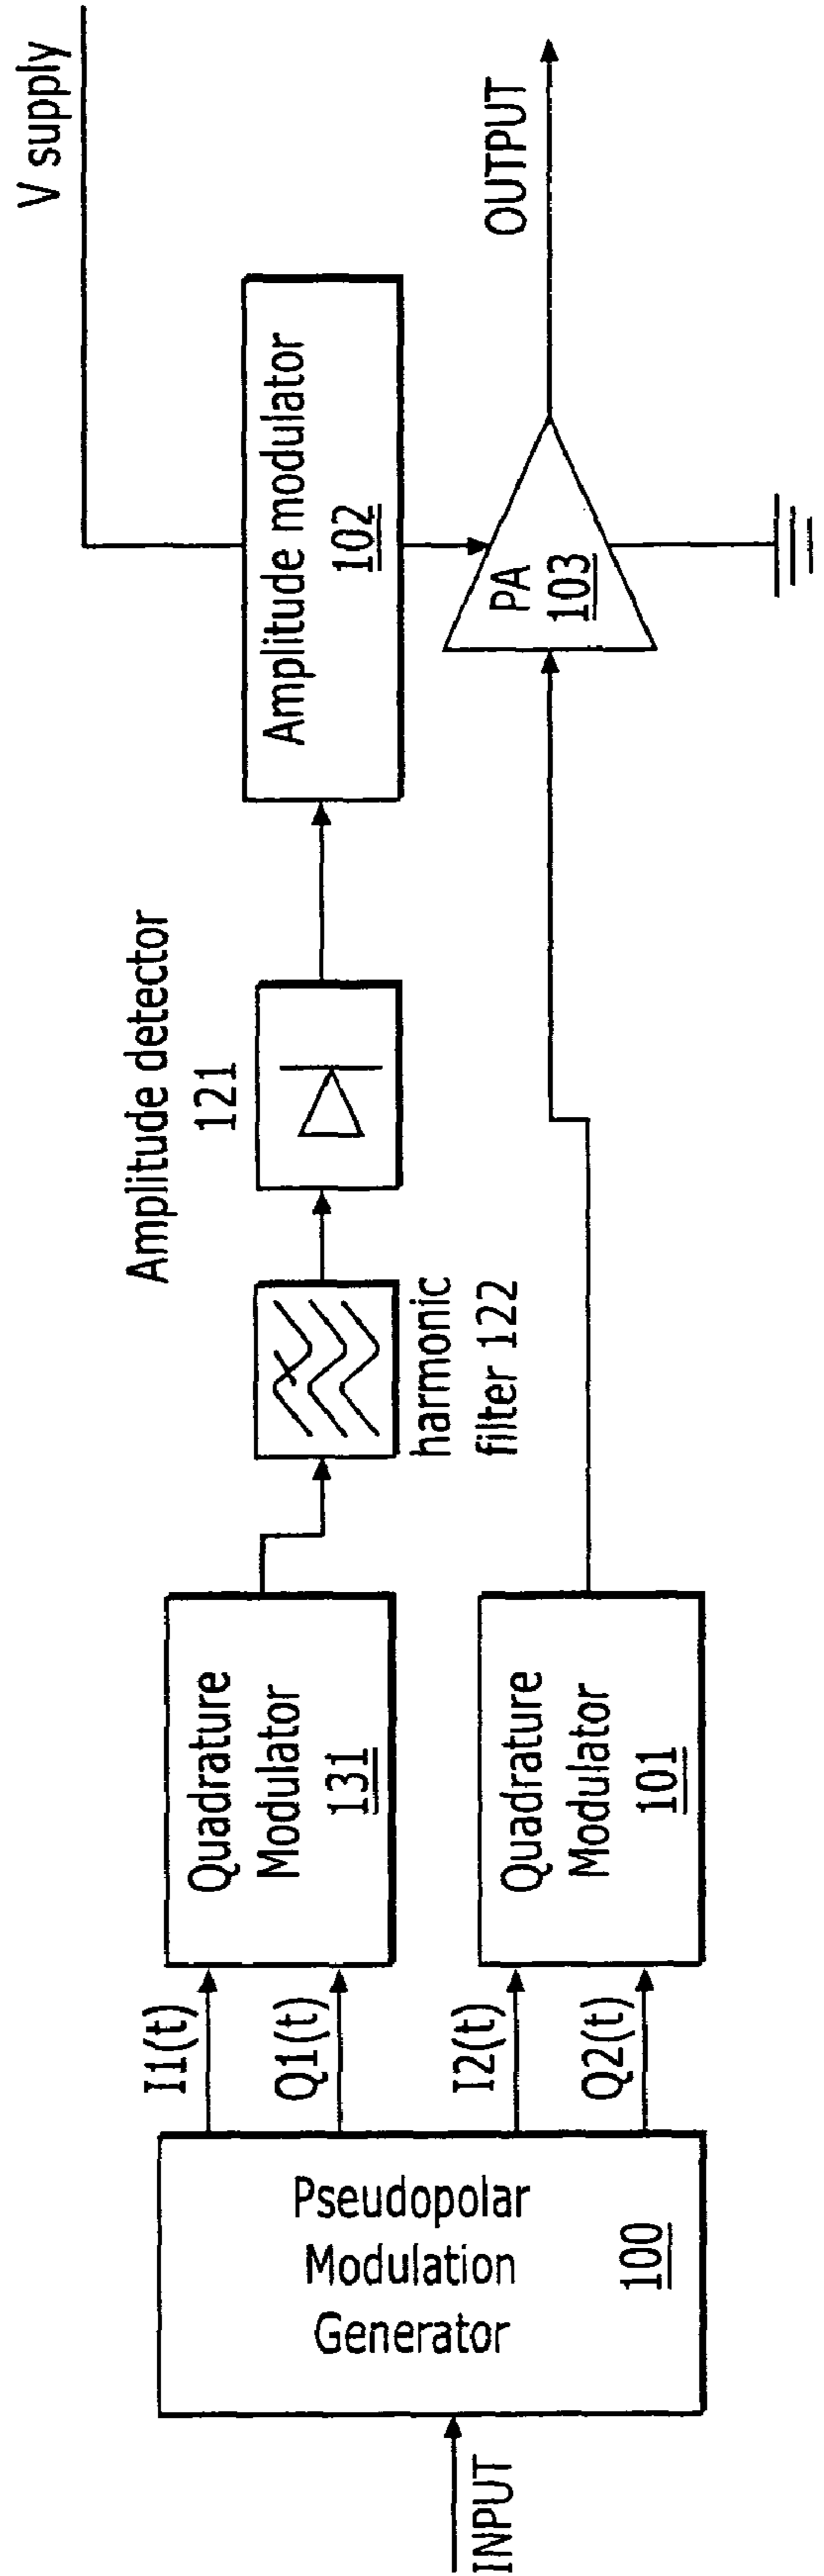 INPUT
Pseudopolar
Modulation
Generator
100
I1(t)
Q1(t)
I2(t)
Q2(t)
Quadrature
Modulator
131
Quadrature
Modulator
101
harmonic
filter 122
Amplitude detector
121
Amplitude modulator
102
PA
103
V supply
OUTPUT